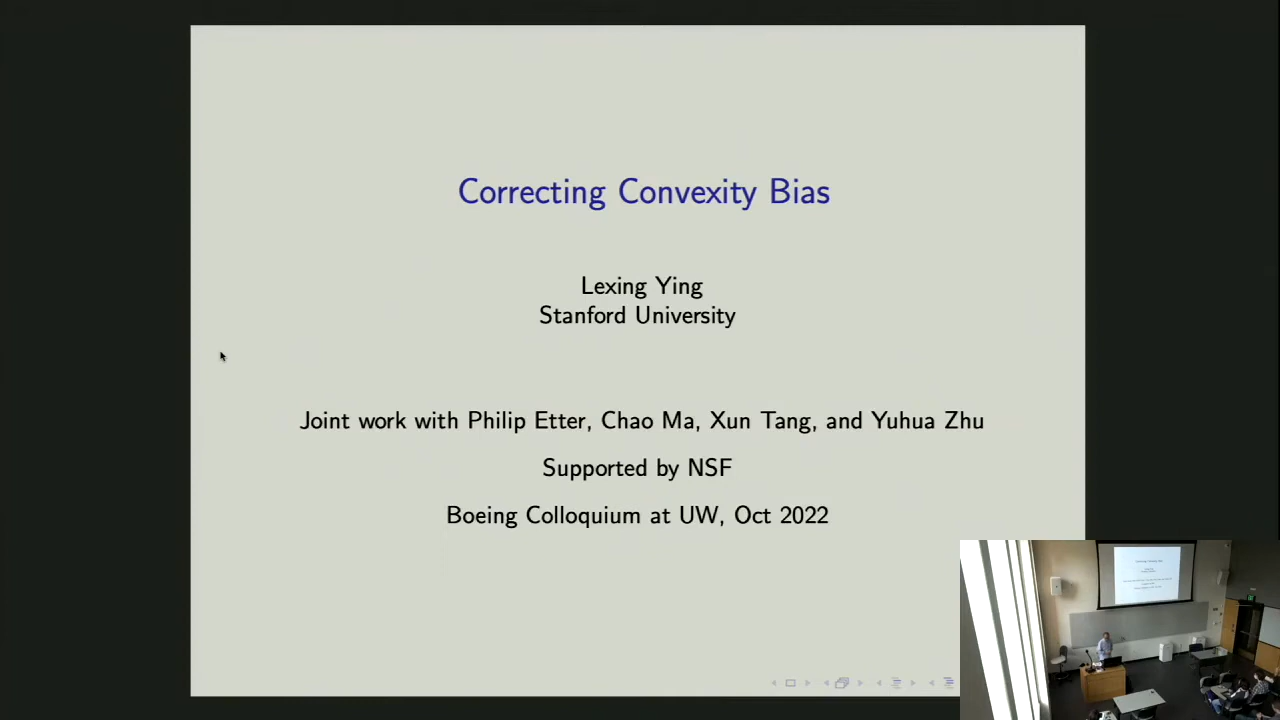 Correcting Convexity Bias
Lexing Ying
Stanford University
Joint work with Philip Etter, Chao Ma, Xun Tang, and Yuhua Zhu
Supported by NSF
Boeing Colloquium at UW, Oct 2022